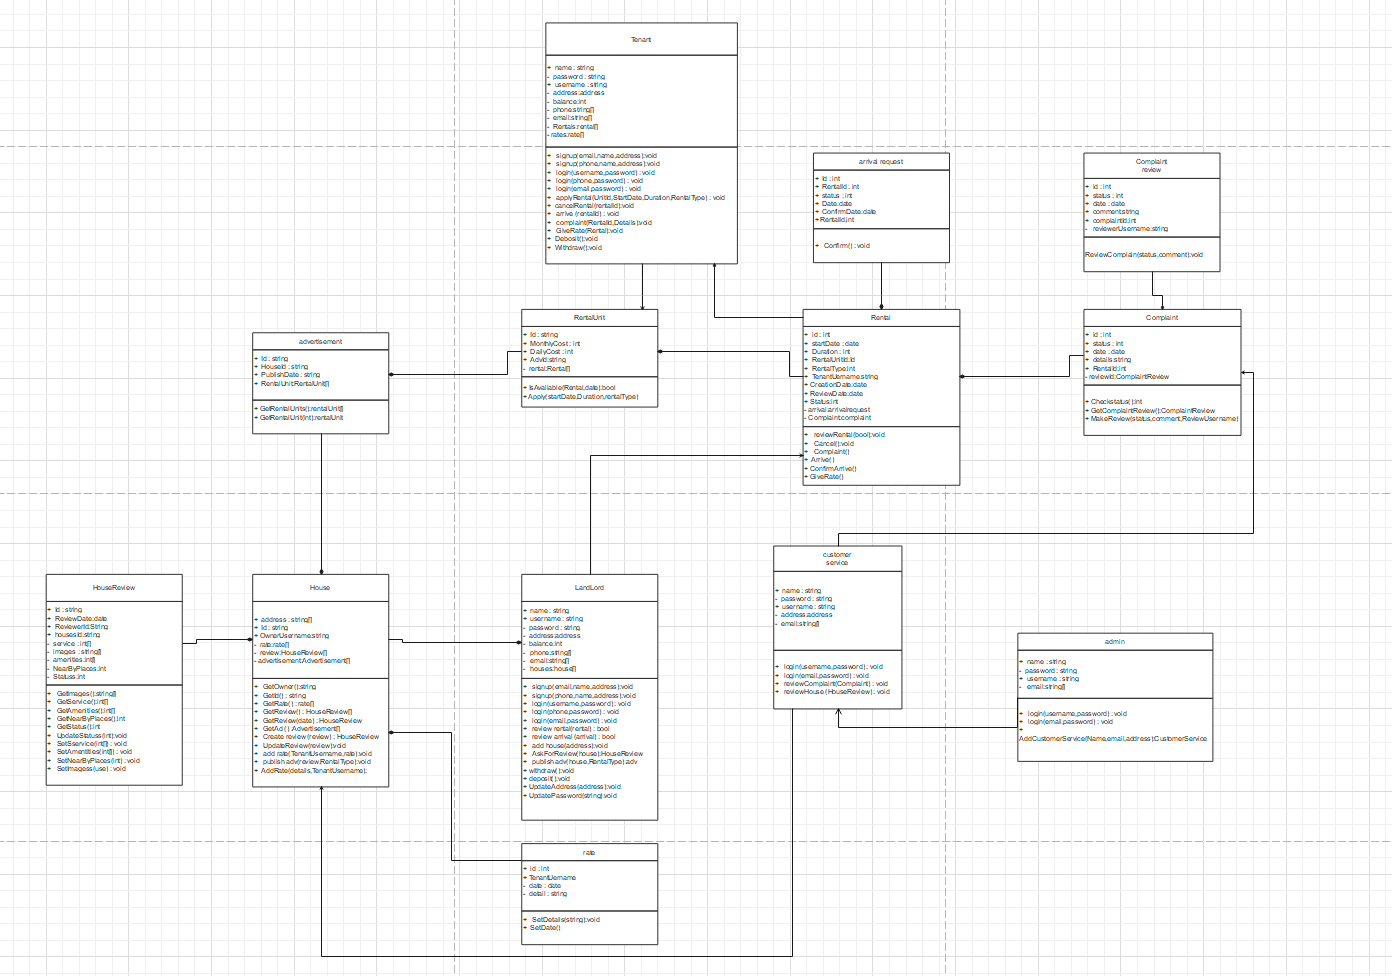 Tenant
+ name : string
- password : string
+ username : string
- address:address
- balance:int
- phone:string[]
- email:string[]
- Rentals:rental[]
- rates:rate[]
+ signup(email,name,address):void
+ signup(phone,name,address):void
+ login(username,password) : void
+ login(phone,password) : void
+ login(email,password) : void
+ applyRental(UnitId,StartDate,Duration,RentalType) : void
+ cancelRental(rentalId):void
+ arrive (rentalId) : void
+ complaint(RentalId,Details):void
+ GiveRate(Rental):void
+ Debosit():void
+ Withdraw():void
arrival request
+ Id : int
+ RentalId : int
+ status : int
+ Date:date
+ ConfirmDate:date
+ RentalId,int
+ Confirm() : void
Complaint
review
+ id : int
+ status : int
+ date : date
+ comment:string
+ complaintId:int
- reviewerUsername:string
ReviewComplain(status,comment):void
advertisement
+ Id : string
+ HouseId : string
+ PublishDate : string
+ RentalUnit:RentalUnit[]
+ GetRentalUnits():rentalUnit[]
+ GetRentalUnit(int):rentalUnit
RentalUnit
+ Id : string
+ MonthlyCost : int
+ DailyCost : int
+ AdvId:string
- rental:Rental[]
+ IsAvailable(Rental,date):bool
+ Apply(startDate,Duration,rentalType)
Rental
+ id : int
+ startDate : date
+ Duration : int
+ RentalUnitId:Id
+ RentalType:int
+ TenantUername:string
+ CreationDate:date
+ ReviewDate:date
+ Status:int
- arrival:arrivalrequest
- Complaint:complaint
+ reviewRental(bool):void
+ Cancel():void
+ Complaint()
+ Arrive()
+ ConfirmArrive()
+ GiveRate()
Complaint
+ id : int
+ status : int
+ date : date
+ details:string
+ RentalId:int
- reviewId:ComplaintReview
+ Checkstatus():int
+ GetComplaintReview():ComplaintReview
+ MakeReview(status,comment,ReviewUsername)
HouseReview
+ Id : string
+ ReviewDate:date
+ ReviewerId:String
+ housesId:string
- service : int[]
- images : string[]
- amenities:int[]
- NearByPlaces:int
- Statuss:int
+ GetImages():string[]
+ GetService():int[]
+ GetAmenities():int[]
+ GetNearByPlaces():int
+ GetStatus():int
+ UpdateStatuss(int):void
+ SetSservice(int[]) : void
+ SetAmentities(int[]) : void
+ SetNearByPlaces(int) : void
+ SetImagess(use) : void
House
+ address : string[]
+ Id : string
+ OwnerUsername:string
- rate:rate[]
- review:HouseReview[]
- advertisement:Advertisement[]
+ GetOwner():string
+ GetId() : string
+ GetRate() : rate[]
+ GetReview() : HouseReview[]
+ GetReview(date) : HouseReview
+ GetAd ():Advertisement[]
+ Create review (review) : HouseReview
+ UpdateReview(review):void
+ add rate(TenantUsername,rate):void
+ publish adv(review,RentalType):void
+ AddRate(details,TenantUsername):
LandLord
+ name : string
+ username : string
- password : string
- address:address
- balance:int
- phone:string[]
- email:string[]
- houses:house[]
+ signup(email,name,address):void
+ signup(phone,name,address):void
+ login(username,password) : void
+ login(phone,password) : void
+ login(email,password) : void
+ review rental(rental) : bool
+ review arrival (arrival) : bool
+ add house(address):void
+ AskForReview(house):HouseReview
+ publish adv(house,RentalType):adv
+ withdraw():void
+ deposit():void
+ UpdateAddress(address):void
+ UpdatePassword(string):void
customer
service
+ name : string
- password : string
+ username : string
- address:address
- email:string[]
+ login(username,password) : void
+ login(email,password) : void
+ reviewComplaint(Complaint) : void
+ reviewHouse (HouseReview) : void
admin
+ name : string
- password : string
+ username : string
- email:string[]
+ login(username,password) : void
+ login(email,password) : void
+
AddCustomerService(Name,email,address):CustomerService
rate
+ id : int
+ TenantUername
- date : date
- detail : string
+ SetDetails(string):void
+ SetDate()